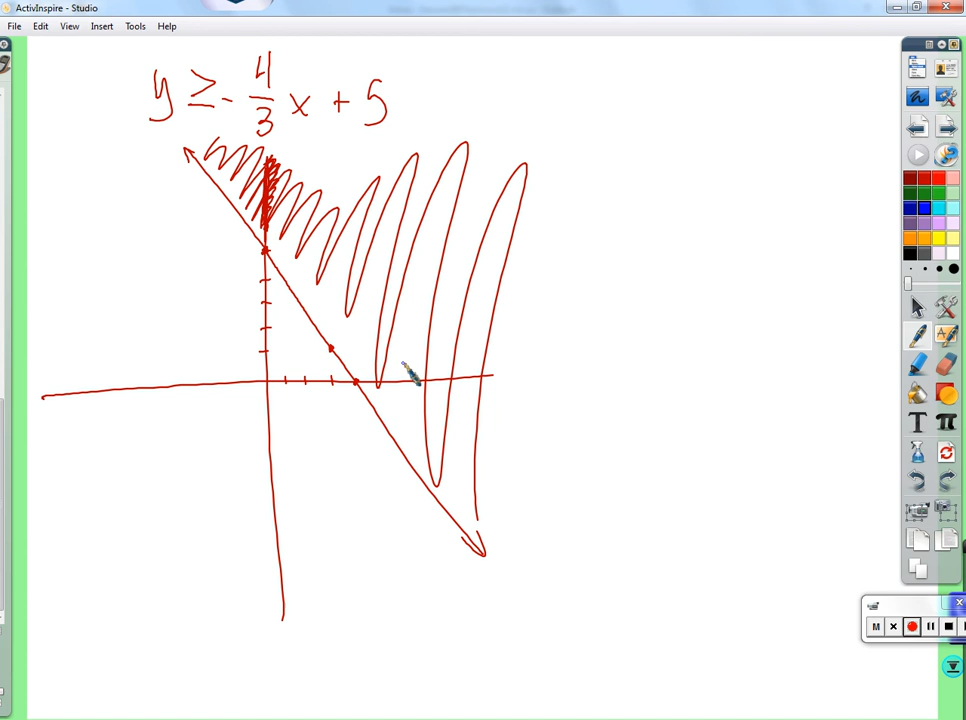 ActivInspire - Studio
File Edit View Insert Tools Help
y ≥ - 4/3 x + 5
M